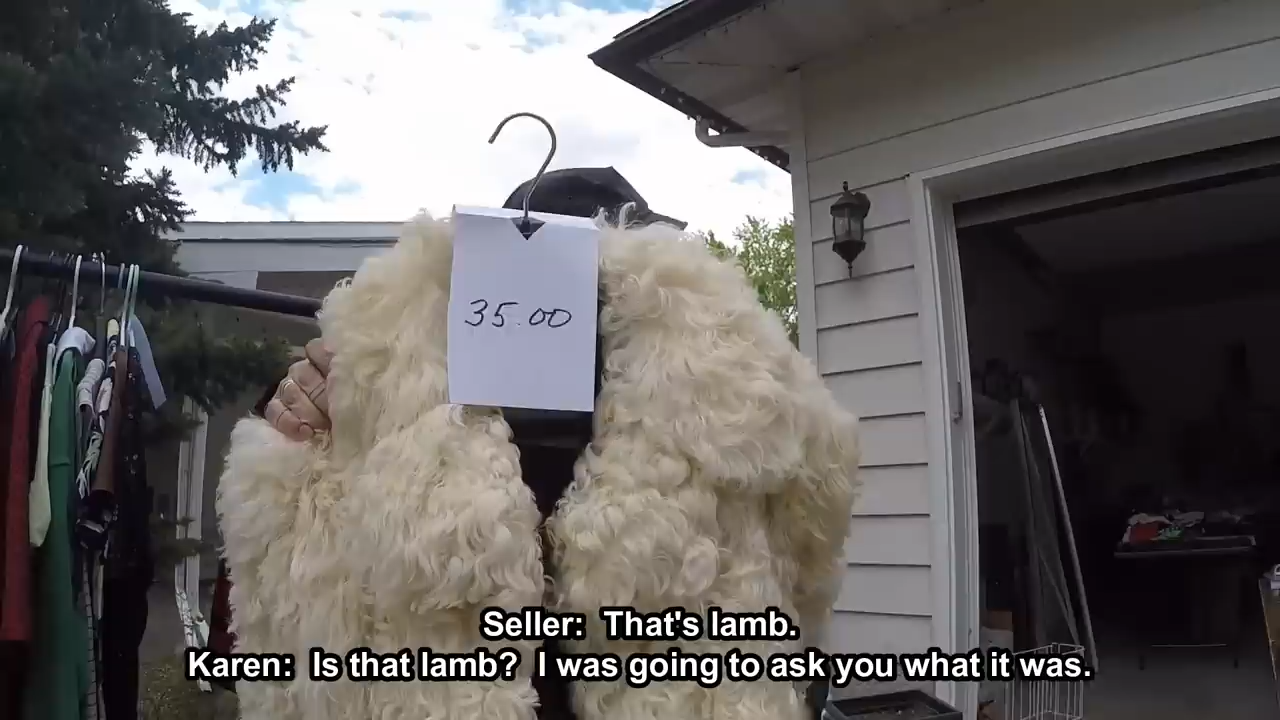 35.00
Seller:  That's lamb.
Karen:  Is that lamb?  I was going to ask you what it was.